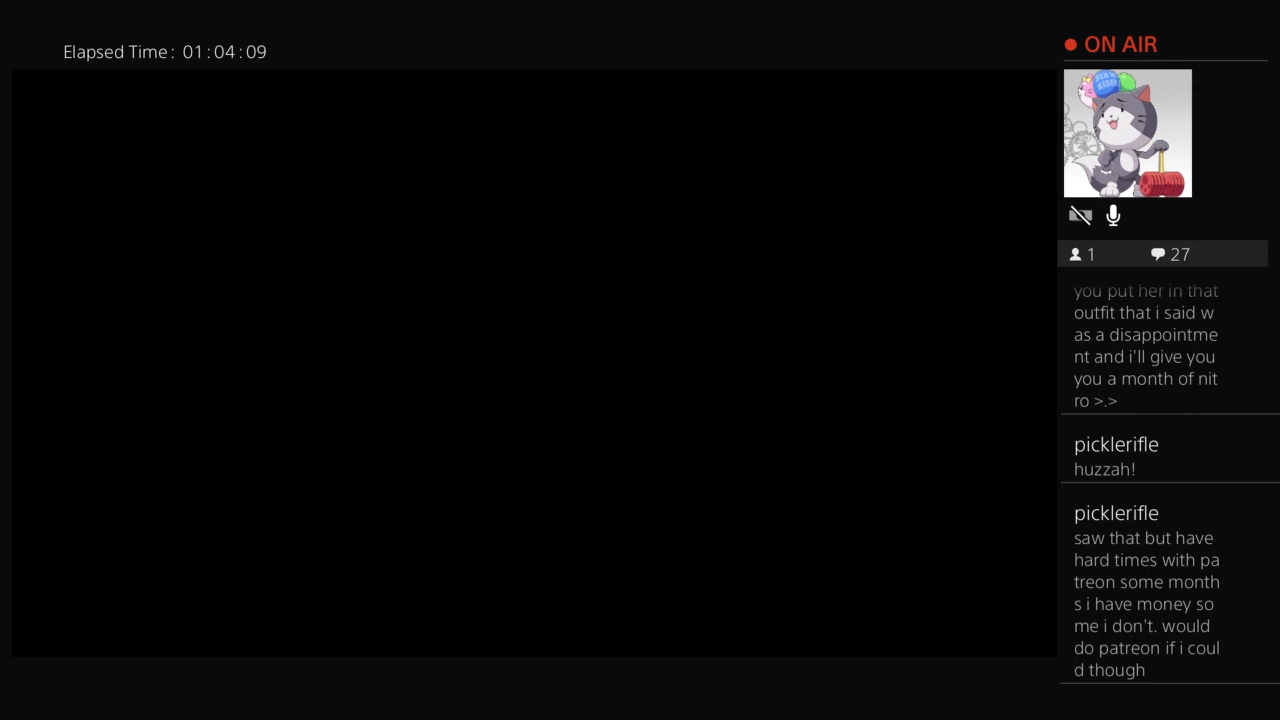 Elapsed Time: 01:04:09
ON AIR
1
27
you put her in that
outfit that i said w
as a disappointme
nt and i'll give you
you a month of nit
ro >.>
picklerifle
huzzah!
picklerifle
saw that but have
hard times with pa
treon some month
s i have money so
me i don't. would
do patreon if i coul
d though